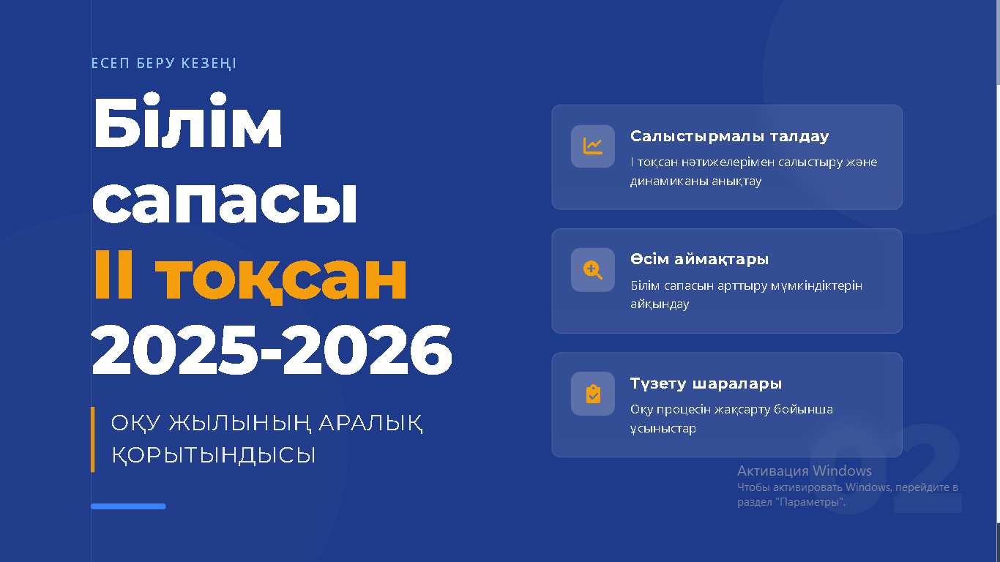 ЕСЕП БЕРУ КЕЗЕҢІ
Білім
сапасы
II тоқсан
2025-2026
ОҚУ ЖЫЛЫНЫҢ АРАЛЫҚ
ҚОРЫТЫНДЫСЫ
Салыстырмалы талдау
I тоқсан нәтижелерімен салыстыру және
динамиканы анықтау
Өсім аймақтары
Білім сапасын арттыру мүмкіндіктерін
айқындау
Түзету шаралары
Оқу процесін жақсарту бойынша
ұсыныстар
02
Активация Windows
Чтобы активировать Windows, перейдите в
раздел "Параметры".